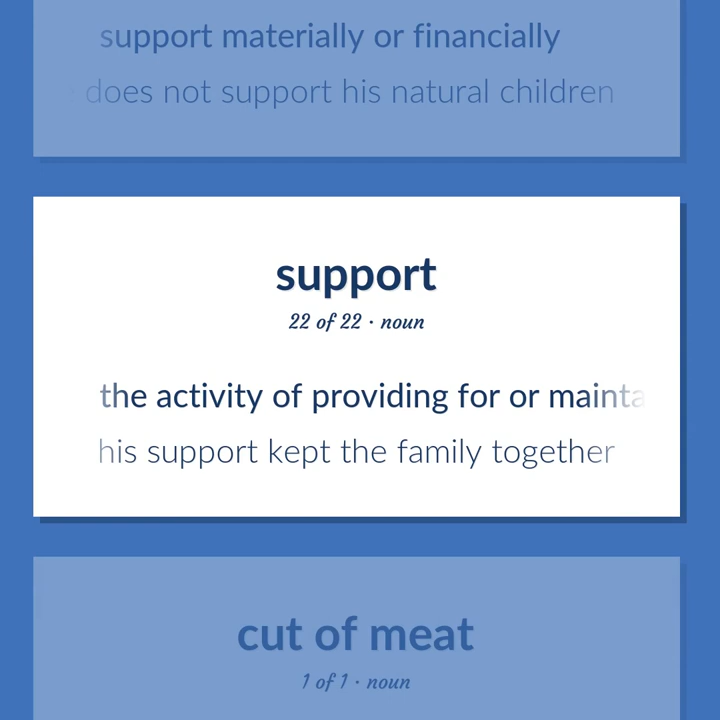 support materially or financially
does not support his natural children
support
22 of 22 · noun
the activity of providing for or mainta
his support kept the family together
cut of meat
1 of 1 · noun